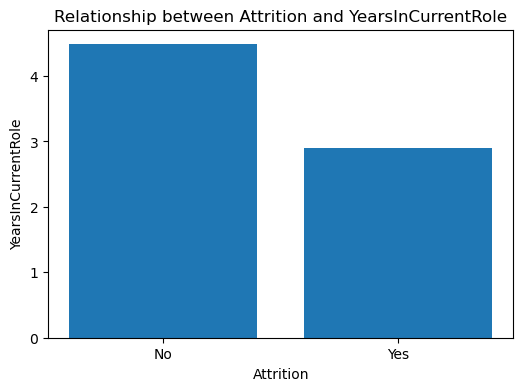 Relationship between Attrition and YearsInCurrentRole
YearsInCurrentRole
4
3
2
1
0
No
Yes
Attrition